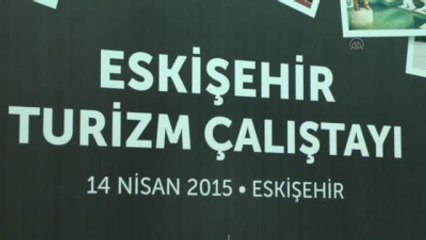 ESKİŞEHİR
TURİZM ÇALIŞTAYI
14 NİSAN 2015 • ESKİŞEHİR